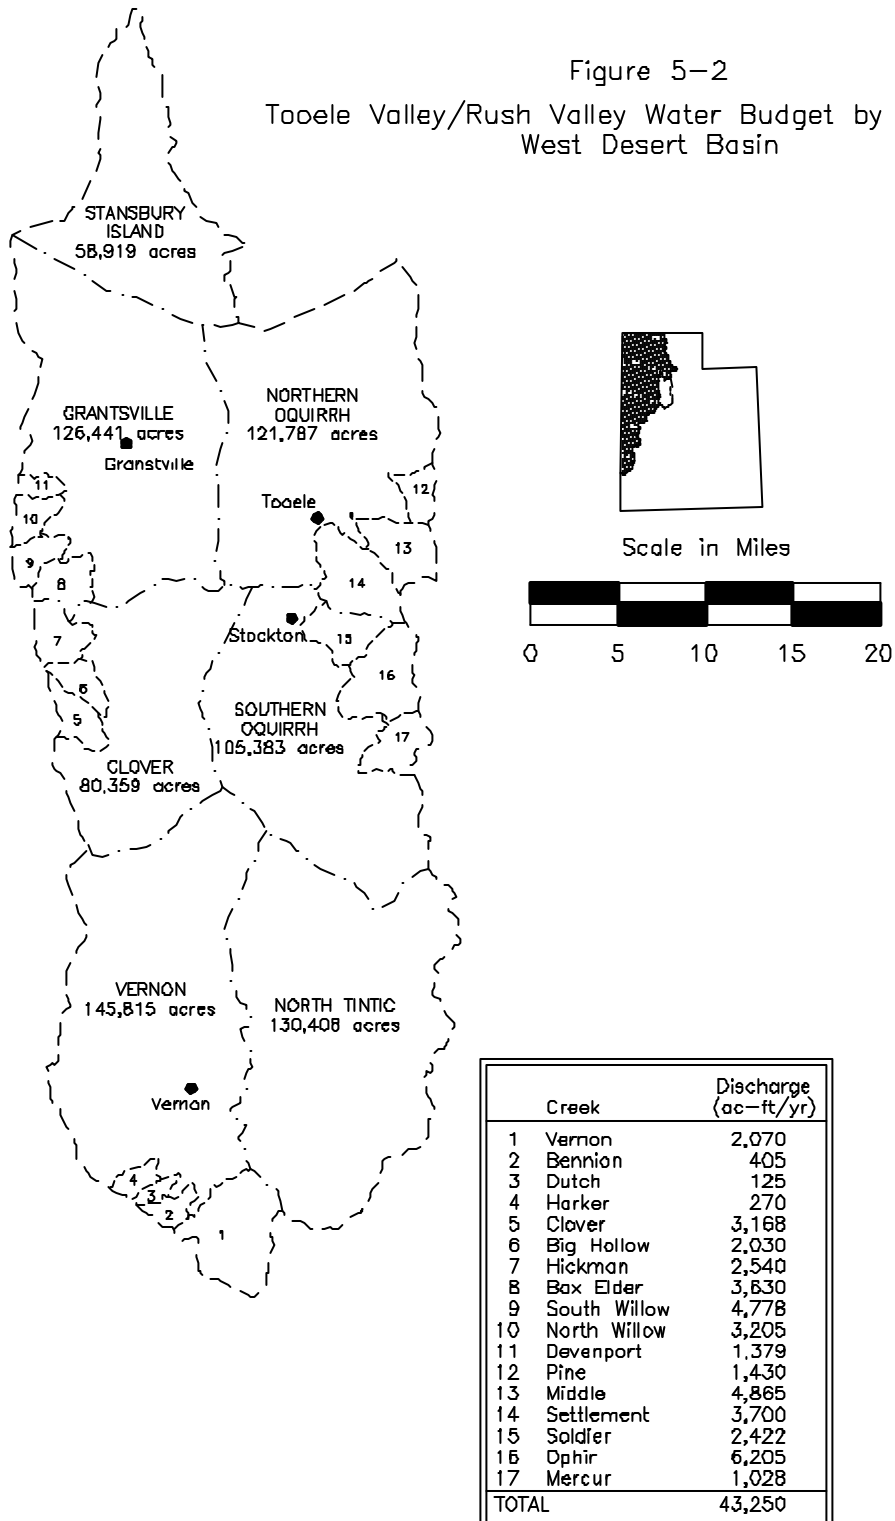 Figure 5-2
Tooele Valley/Rush Valley Water Budget by
West Desert Basin
STANSBURY
ISLAND
58,919 acres
GRANTSVILLE
126,441 acres
Granstville
NORTHERN
OQUIRRH
121,787 acres
11
12
Tooele
10
13
9
8
14
Scale in Miles
0 5 10 15 20
7
Stockton
15
6
16
5
SOUTHERN
OQUIRRH
105,383 acres
17
CLOVER
80,359 acres
VERNON
145,815 acres
NORTH TINTIC
130,408 acres
Vernon
4
3
2
1
Creek Discharge (ac-ft/yr)
1 Vernon 2,070
2 Bennion 405
3 Dutch 125
4 Harker 270
5 Clover 3,168
6 Big Hollow 2,030
7 Hickman 2,540
8 Box Elder 3,630
9 South Willow 4,778
10 North Willow 3,205
11 Devenport 1,379
12 Pine 1,430
13 Middle 4,865
14 Settlement 3,700
15 Soldier 2,422
16 Ophir 6,205
17 Mercur 1,028
TOTAL 43,250